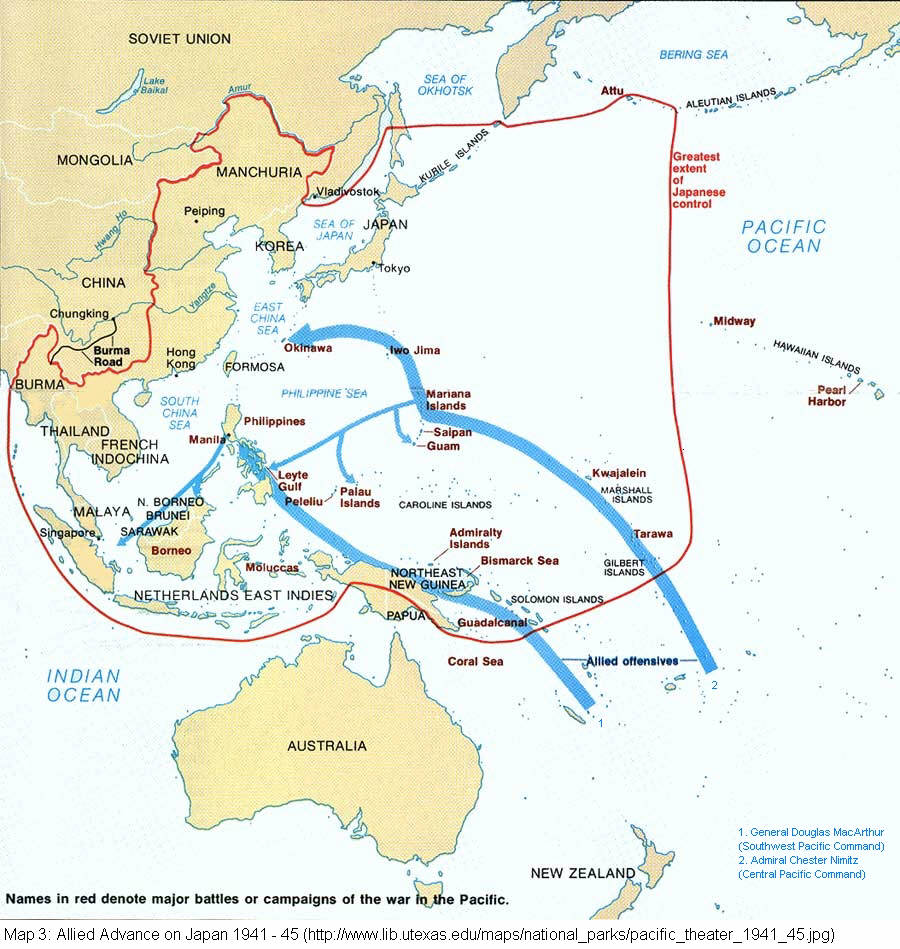 SOVIET UNION
BERING SEA
SEA OF
OKHOTSK
Lake
Baikal
Amur
Attu
ALEUTIAN ISLANDS
MONGOLIA
MANCHURIA
KURILE ISLANDS
Greatest
extent
of
Japanese
control
Vladivostok
Peiping
SEA OF
JAPAN
JAPAN
PACIFIC
OCEAN
Hwang Ho
KOREA
Tokyo
CHINA
Yangtze
Chungking
EAST
CHINA
SEA
Midway
Burma
Road
Okinawa
Iwo Jima
HAWAIIAN ISLANDS
Hong
Kong
FORMOSA
BURMA
Pearl
Harbor
PHILIPPINE SEA
Mariana
Islands
SOUTH
CHINA
SEA
Philippines
THAILAND
Manila
Saipan
Guam
FRENCH
INDOCHINA
Leyte
Gulf
Kwajalein
Peleliu
Palau
Islands
MARSHALL
ISLANDS
N. BORNEO
BRUNEI
CAROLINE ISLANDS
MALAYA
SARAWAK
Singapore
Tarawa
Admiralty
Islands
Borneo
Bismarck Sea
Moluccas
GILBERT
ISLANDS
NORTHEAST
NEW GUINEA
NETHERLANDS EAST INDIES
SOLOMON ISLANDS
PAPUA
Guadalcanal
Coral Sea
Allied offensives
INDIAN
OCEAN
2
1
AUSTRALIA
1. General Douglas MacArthur
(Southwest Pacific Command)
2. Admiral Chester Nimitz
(Central Pacific Command)
NEW ZEALAND
Names in red denote major battles or campaigns of the war in the Pacific.
Map 3: Allied Advance on Japan 1941 - 45 (http://www.lib.utexas.edu/maps/national_parks/pacific_theater_1941_45.jpg)